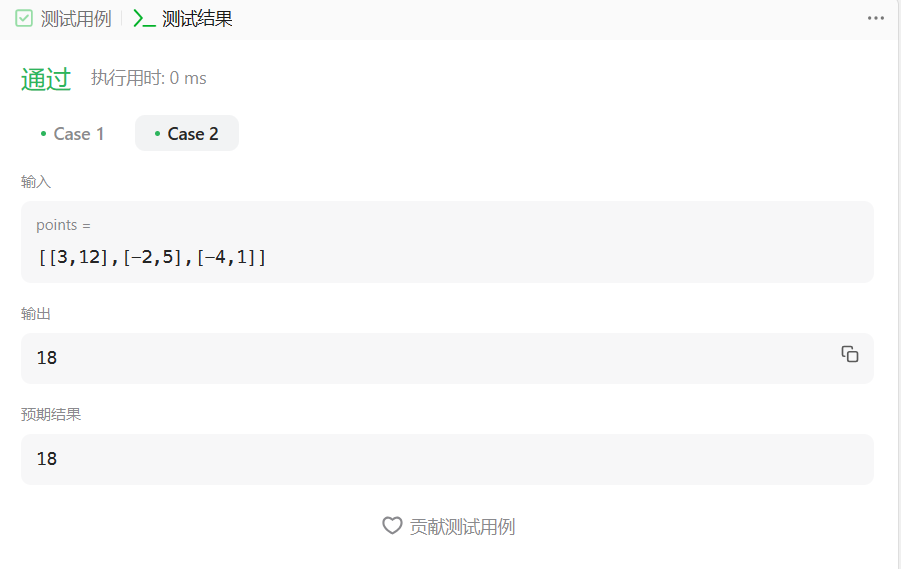 测试用例 测试结果
通过 执行用时: 0 ms
Case 1 Case 2
输入
points =
[[3,12],[-2,5],[-4,1]]
输出
18
预期结果
18
贡献测试用例